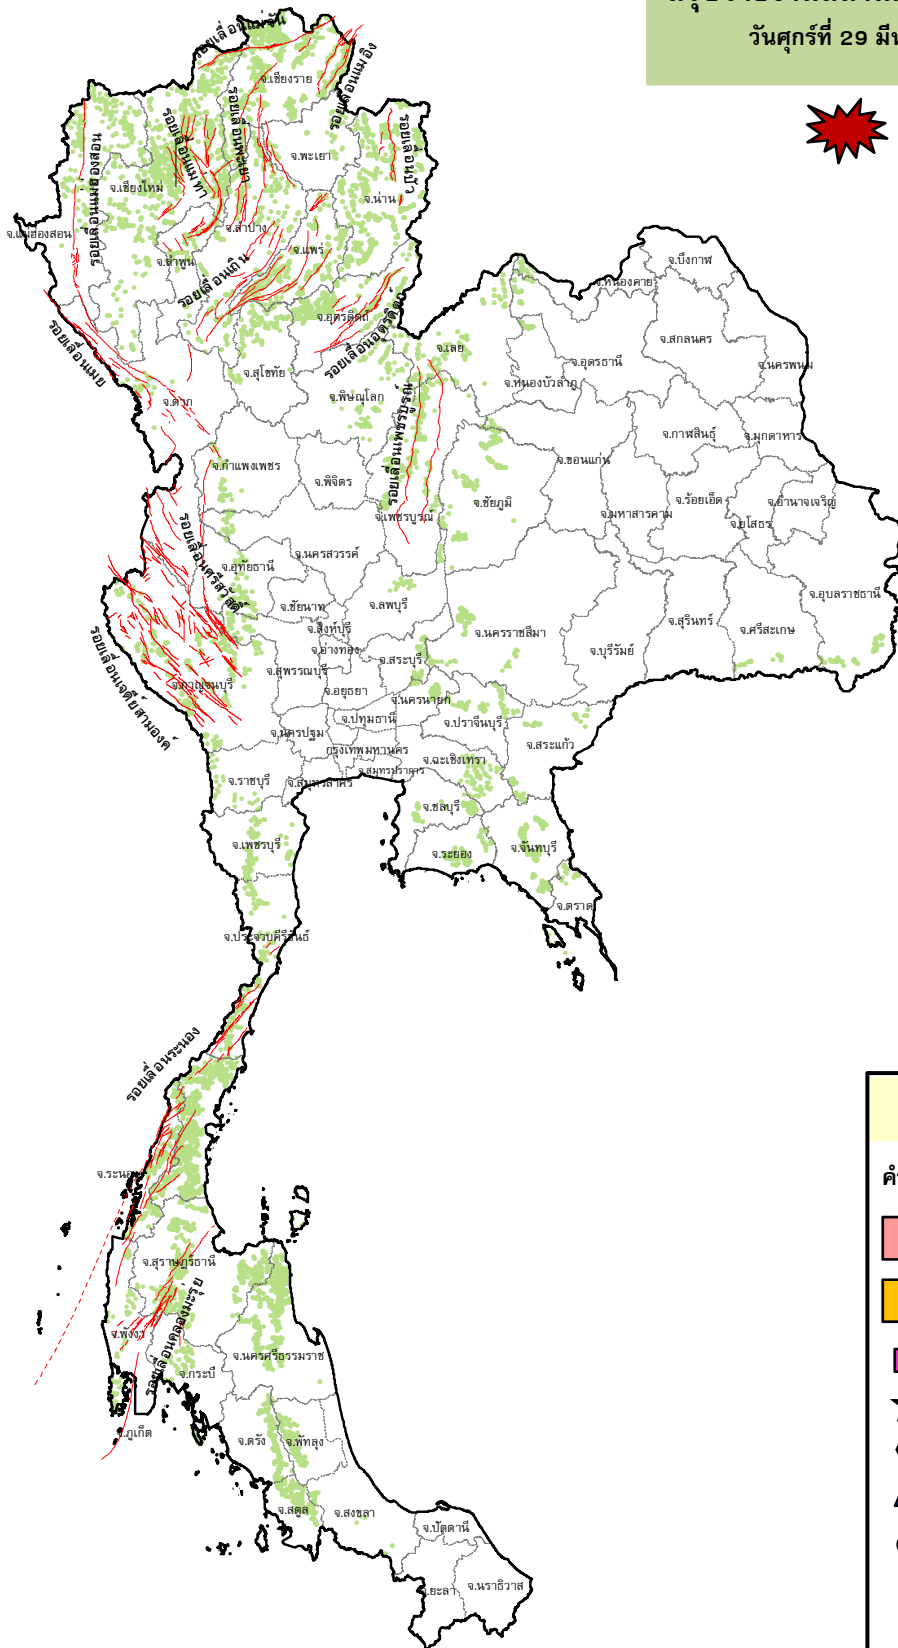 วันศุกร์ที่ 29
รอยเลื่อนแม่จัน
จ.เชียงราย
รอยเลื่อนแม่อิง
รอยเลื่อนพะเยา
รอยเลื่อนแม่ทา
รอยเลื่อนปัว
รอยเลื่อนแม่ฮ่องสอน
จ.พะเยา
จ.เชียงใหม่
จ.น่าน
จ.แม่ฮ่องสอน
จ.ลำปาง
จ.แพร่
จ.ลำพูน
รอยเลื่อนเถิน
จ.บึงกาฬ
จ.หนองคาย
จ.อุตรดิตถ์
รอยเลื่อนอุตรดิตถ์
รอยเลื่อนเมย
จ.สกลนคร
จ.เลย
จ.อุดรธานี
จ.นครพนม
จ.สุโขทัย
จ.หนองบัวลำภู
จ.พิษณุโลก
จ.ตาก
รอยเลื่อนเพชรบูรณ์
จ.กาฬสินธุ์
จ.มุกดาหาร
จ.ขอนแก่น
จ.กำแพงเพชร
จ.พิจิตร
จ.ชัยภูมิ
จ.ร้อยเอ็ด
จ.อำนาจเจริญ
จ.มหาสารคาม
จ.เพชรบูรณ์
จ.ยโสธร
รอยเลื่อนศรีสวัสดิ์
จ.นครสวรรค์
จ.อุทัยธานี
จ.อุบลราชธานี
จ.ชัยนาท
จ.ลพบุรี
จ.สุรินทร์
จ.สิงห์บุรี
จ.นครราชสีมา
จ.ศรีสะเกษ
จ.อ่างทอง
จ.บุรีรัมย์
จ.สระบุรี
จ.สุพรรณบุรี
รอยเลื่อนเจดีย์สามองค์
จ.กาญจนบุรี
จ.อยุธยา
จ.นครนายก
จ.ปทุมธานี
จ.ปราจีนบุรี
จ.นครปฐม
จ.สระแก้ว
กรุงเทพมหานคร
จ.ฉะเชิงเทรา
จ.สมุทรปราการ
จ.ราชบุรี
จ.สมุทรสาคร
จ.ชลบุรี
จ.เพชรบุรี
จ.ระยอง
จ.จันทบุรี
จ.ตราด
จ.ประจวบคีรีขันธ์
รอยเลื่อนระนอง
จ.ระนอง
จ.สุราษฎร์ธานี
รอยเลื่อนคลองมะรุ่ย
จ.พังงา
จ.นครศรีธรรมราช
จ.กระบี่
จ.ภูเก็ต
จ.ตรัง
จ.พัทลุง
จ.สตูล
จ.สงขลา
จ.ปัตตานี
จ.ยะลา
จ.นราธิวาส